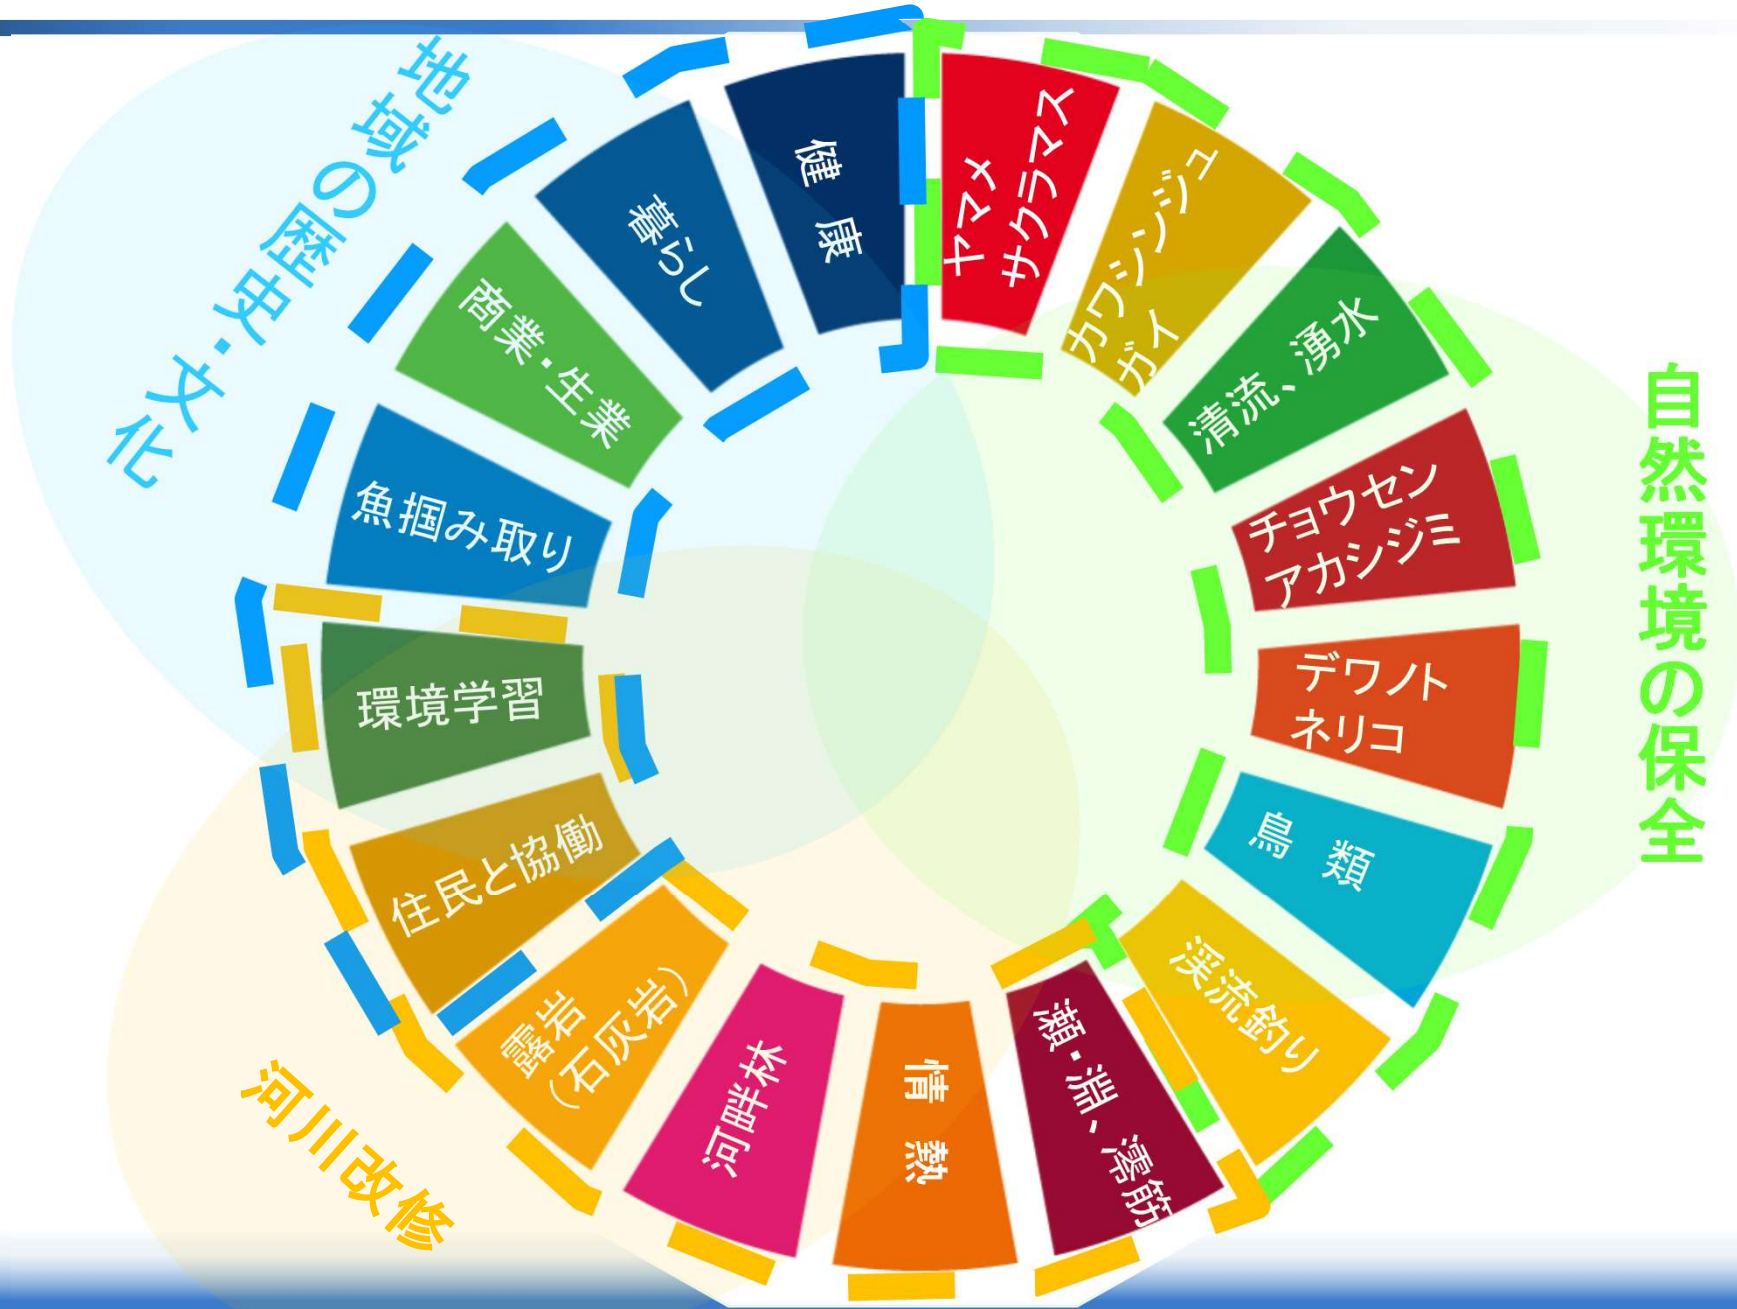 地域の歴史・文化
自然環境の保全
河川改修
ヤマメ
サクラマス
カワシンジュ
ガイ
清流、湧水
チョウセン
アカシジミ
デワノト
ネリコ
鳥　類
渓流釣り
瀬・淵、澪筋
情　熱
河畔林
露岩
（石灰岩）
住民と協働
環境学習
魚掴み取り
商業・生業
暮らし
健　康